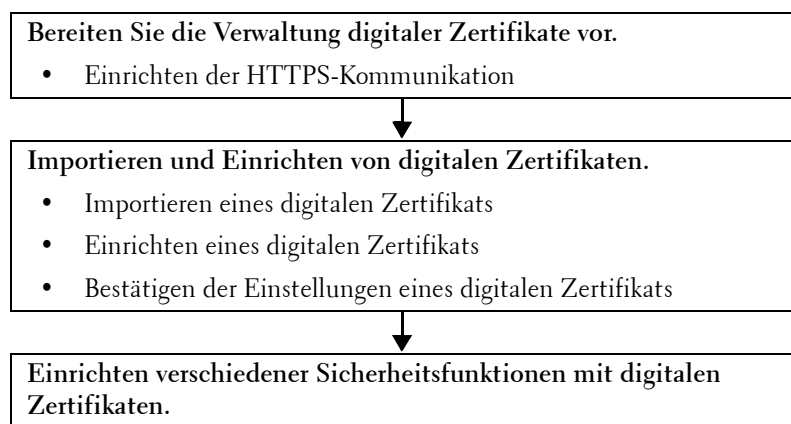 Bereiten Sie die Verwaltung digitaler Zertifikate vor.
• Einrichten der HTTPS-Kommunikation
Importieren und Einrichten von digitalen Zertifikaten.
• Importieren eines digitalen Zertifikats
• Einrichten eines digitalen Zertifikats
• Bestätigen der Einstellungen eines digitalen Zertifikats
Einrichten verschiedener Sicherheitsfunktionen mit digitalen
Zertifikaten.